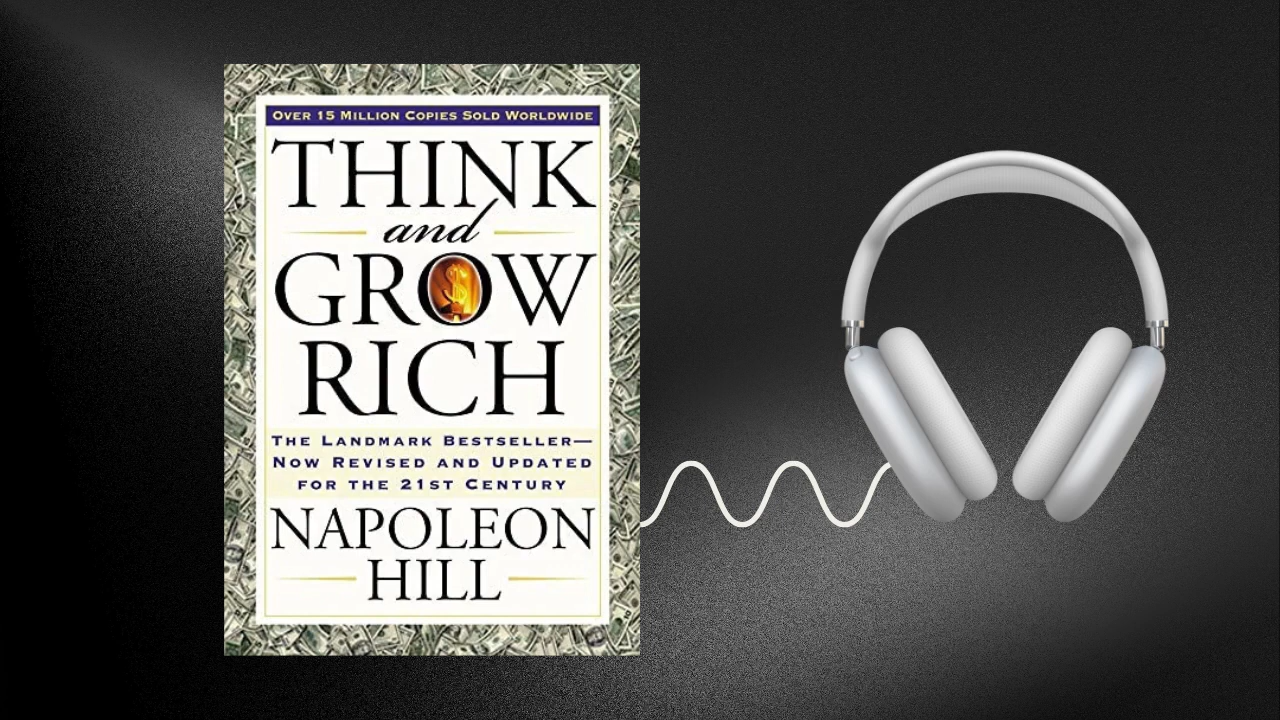 OVER 15 MILLION COPIES SOLD WORLDWIDE
THINK
and
GROW
RICH
THE LANDMARK BESTSELLER—
NOW REVISED AND UPDATED
FOR THE 21ST CENTURY
NAPOLEON
HILL